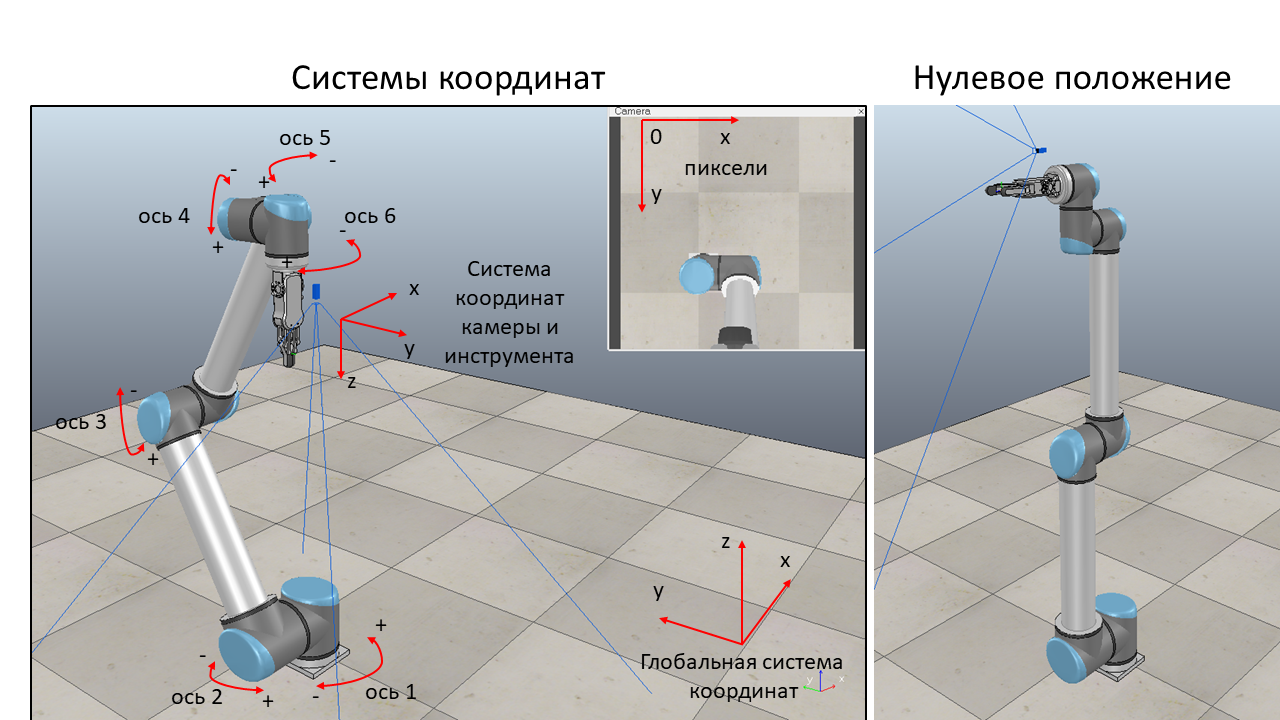 Системы координат
Нулевое положение
Camera
×
0
x
пиксели
y
ось 5
-
+
-
ось 4
+
ось 6
-
+
Система
координат
камеры и
инструмента
x
y
z
-
ось 3
+
z
x
y
+
-
ось 2
+
-
ось 1
Глобальная система
координат
y
z
x